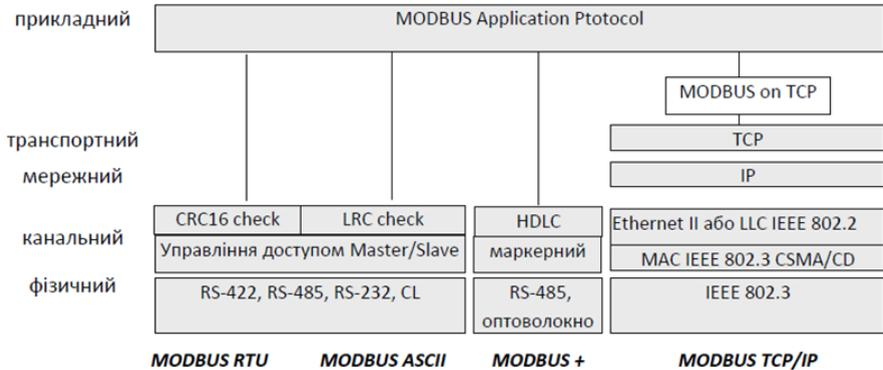 прикладний
MODBUS Application Ptotocol
MODBUS on TCP
транспортний
TCP
мережний
IP
канальний
CRC16 check
LRC check
HDLC
Ethernet II або LLC IEEE 802.2
Управління доступом Master/Slave
маркерний
MAC IEEE 802.3 CSMA/CD
фізичний
RS-422, RS-485, RS-232, CL
RS-485,
оптоволокно
IEEE 802.3
MODBUS RTU
MODBUS ASCII
MODBUS +
MODBUS TCP/IP